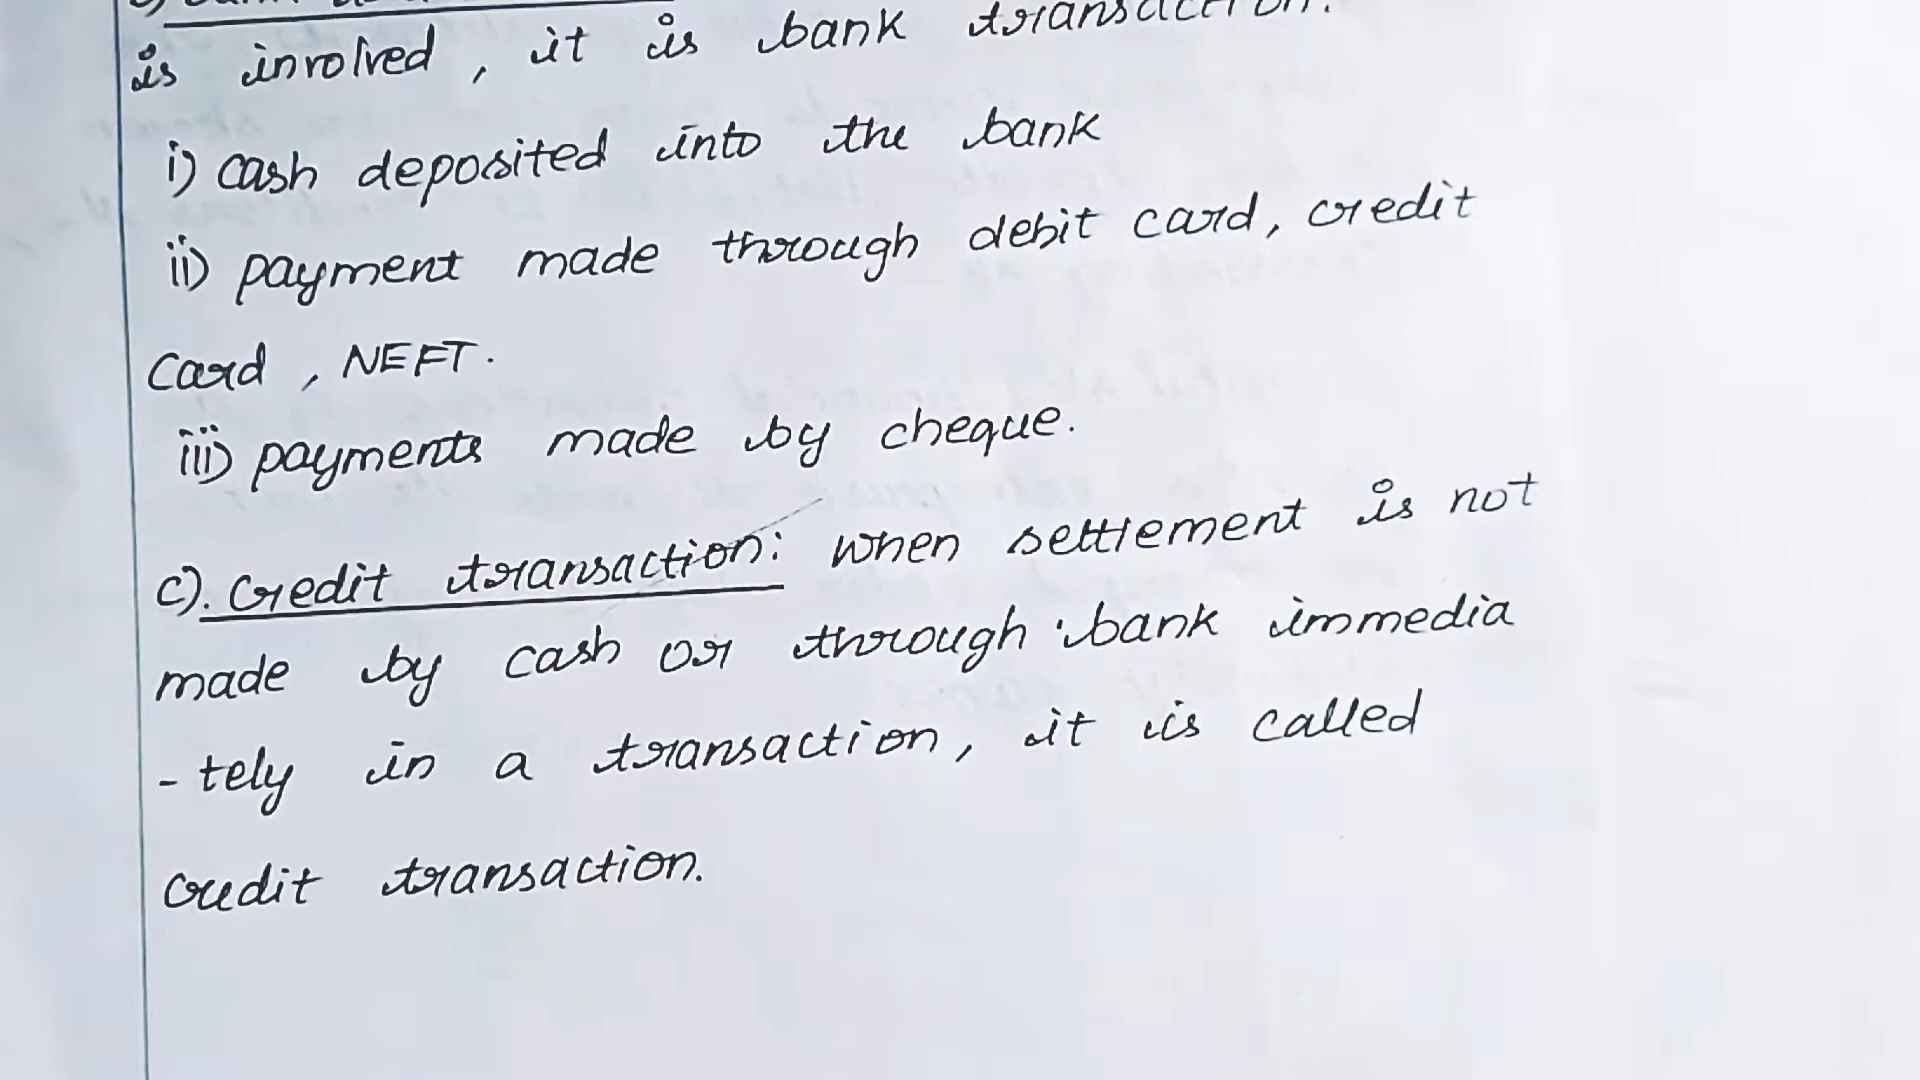 is involved, it is bank transaction.
i) cash deposited into the bank
ii) payment made through debit card, credit
Card, NEFT.
iii) payments made by cheque.
c). Credit transaction: when settlement is not
made by cash or through bank immedia
-tely in a transaction, it is called
Credit transaction.